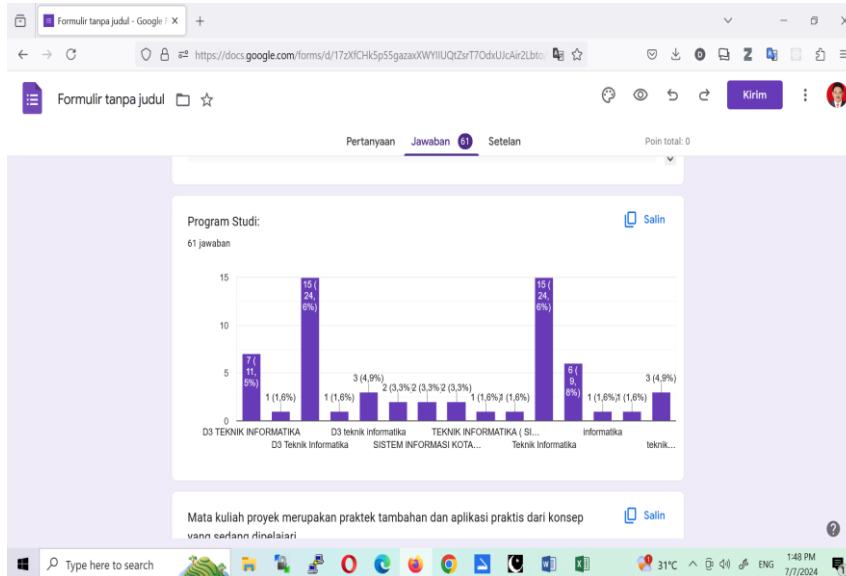 Formulir tanpa judul - Google F
https://docs.google.com/forms/d/17zXfCHk5p55gazaxXWYlIUQtZsrT7OdxUJcAir2Lbto
Formulir tanpa judul
Kirim
Pertanyaan Jawaban 61 Setelan
Poin total: 0
Program Studi:
Salin
61 jawaban
15
10
5
0
7 (11,5%)
1 (1,6%)
15 (24,6%)
1 (1,6%)
3 (4,9%)
2 (3,3%)
2 (3,3%)
2 (3,3%)
1 (1,6%)
1 (1,6%)
15 (24,6%)
6 (9,8%)
1 (1,6%)
1 (1,6%)
3 (4,9%)
D3 TEKNIK INFORMATIKA
D3 Teknik Informatika
D3 teknik informatika
SISTEM INFORMASI KOTA...
TEKNIK INFORMATIKA ( SI...
Teknik Informatika
informatika
teknik...
Mata kuliah proyek merupakan praktek tambahan dan aplikasi praktis dari konsep
Salin
yang sedang dipelajari
Type here to search
31°C
ENG
1:48 PM
7/7/2024